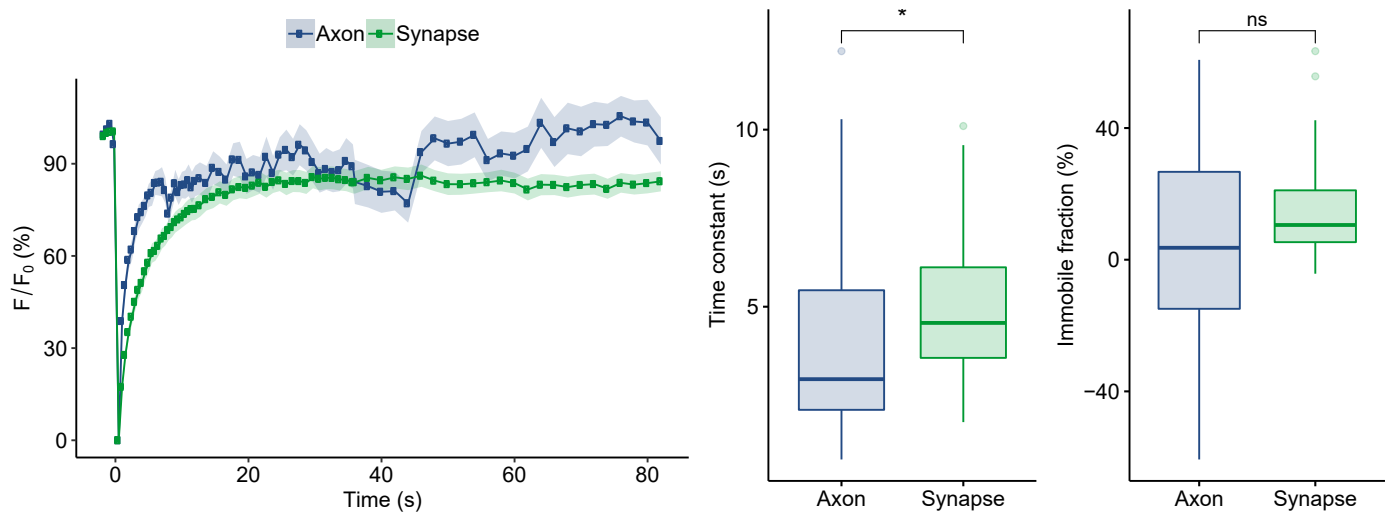 Axon Synapse
F/F0 (%)
90
60
30
0
0 20 40 60 80
Time (s)
*
Time constant (s)
10
5
Axon Synapse
ns
Immobile fraction (%)
40
0
−40
Axon Synapse